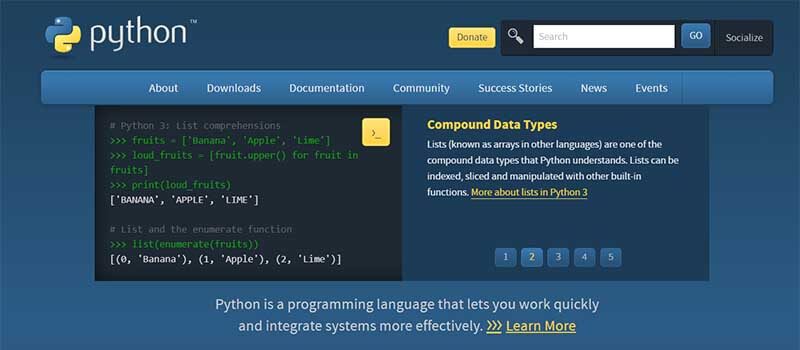 python™
Donate
Search
GO
Socialize
About Downloads Documentation Community Success Stories News Events
# Python 3: List comprehensions
>>> fruits = ['Banana', 'Apple', 'Lime']
>>> loud_fruits = [fruit.upper() for fruit in
fruits]
>>> print(loud_fruits)
['BANANA', 'APPLE', 'LIME']
# List and the enumerate function
>>> list(enumerate(fruits))
[(0, 'Banana'), (1, 'Apple'), (2, 'Lime')]
>_
Compound Data Types
Lists (known as arrays in other languages) are one of the
compound data types that Python understands. Lists can be
indexed, sliced and manipulated with other built-in
functions. More about lists in Python 3
1 2 3 4 5
Python is a programming language that lets you work quickly
and integrate systems more effectively. >>> Learn More